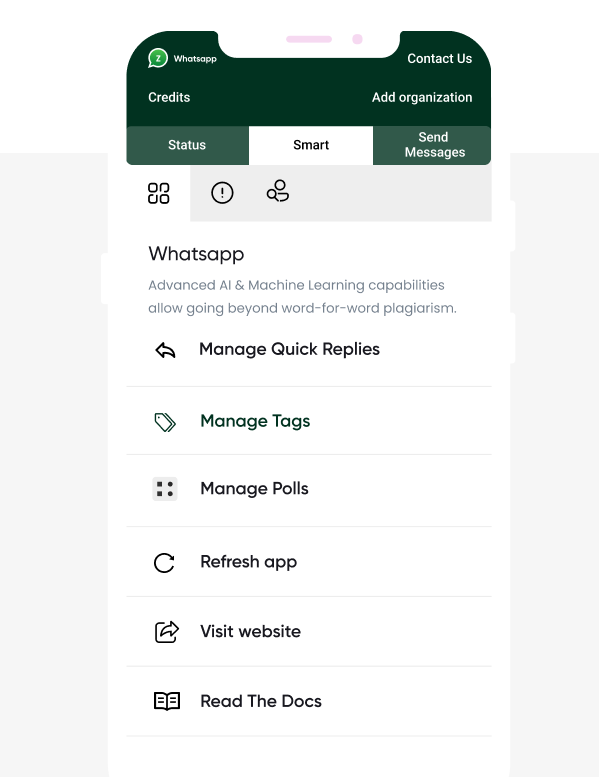 Z Whatsapp
Contact Us
Credits
Add organization
Status
Smart
Send
Messages
Whatsapp
Advanced AI & Machine Learning capabilities
allow going beyond word-for-word plagiarism.
Manage Quick Replies
Manage Tags
Manage Polls
Refresh app
Visit website
Read The Docs